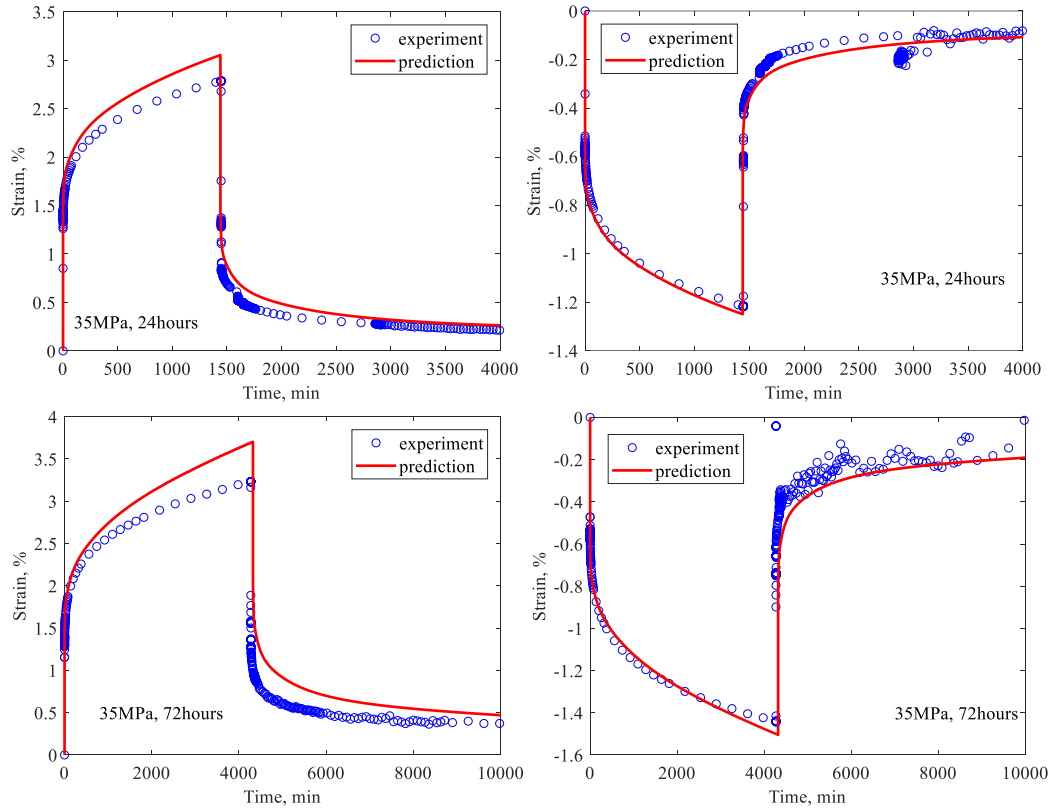 3.5
3
2.5
2
1.5
1
0.5
0
Strain, %
0 500 1000 1500 2000 2500 3000 3500 4000
Time, min
experiment
prediction
35MPa, 24hours
0
-0.2
-0.4
-0.6
-0.8
-1
-1.2
-1.4
Strain, %
0 500 1000 1500 2000 2500 3000 3500 4000
Time, min
experiment
prediction
35MPa, 24hours
4
3.5
3
2.5
2
1.5
1
0.5
0
Strain, %
0 2000 4000 6000 8000 10000
Time, min
experiment
prediction
35MPa, 72hours
0
-0.2
-0.4
-0.6
-0.8
-1
-1.2
-1.4
-1.6
Strain, %
0 2000 4000 6000 8000 10000
Time, min
experiment
prediction
35MPa, 72hours